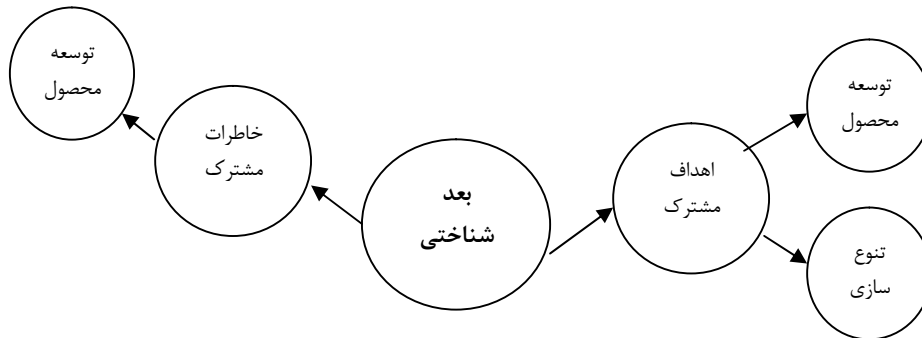 توسعه
محصول
اهداف
مشترک
تنوع
سازی
بعد
شناختی
خاطرات
مشترک
توسعه
محصول